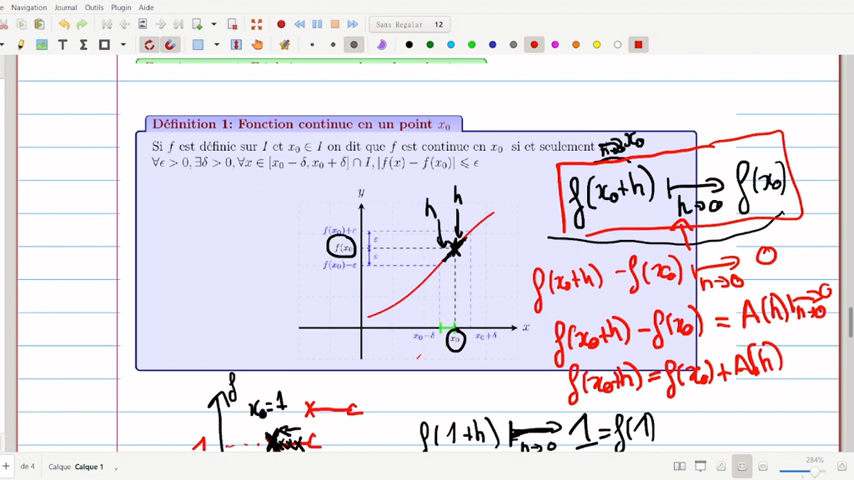 Navigation Journal Outils Plugin Aide
Sans Regular 12
Définition 1: Fonction continue en un point x₀
Si f est définie sur I et x₀ ∈ I on dit que f est continue en x₀ si et seulement
∀ϵ > 0, ∃δ > 0, ∀x ∈ [x₀ − δ, x₀ + δ] ∩ I, |f(x) − f(x₀)| ⩽ ϵ
f(x₀+h) ⟼ f(x₀)
h→0
y
h
h
f(x₀)+ε
f(x₀
f(x₀)−ε
ε
ε
x₀−δ
x₀
x₀+δ
x
f(x₀+h) − f(x₀) ⟼ 0
h→0
f(x₀+h) − f(x₀) = A(h) ⟼ 0
h→0
f(x₀+h) = f(x₀) + A(h)
f
x₀=1
1
f(1+h) ⟼ 1 = f(1)
h→0
de 4 Calque Calque 1
284%